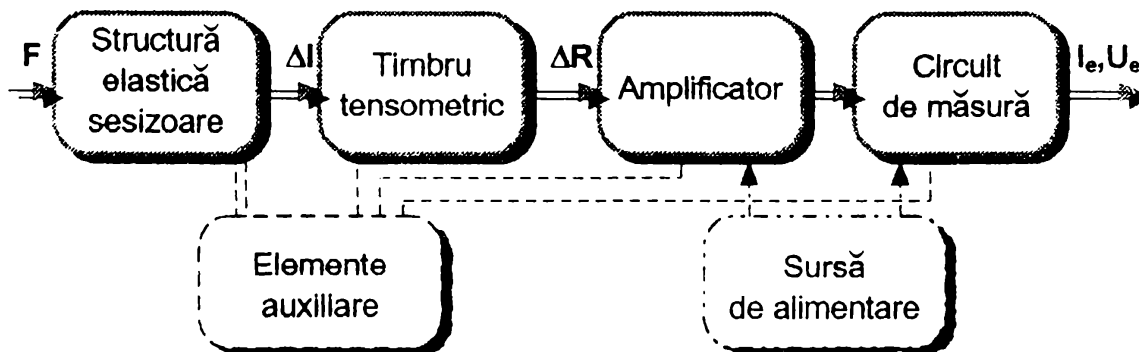 F
Structură
elastică
sesizoare
Δl
Timbru
tensometric
ΔR
Amplificator
Circuit
de măsură
Ie,Ue
Elemente
auxiliare
Sursă
de alimentare